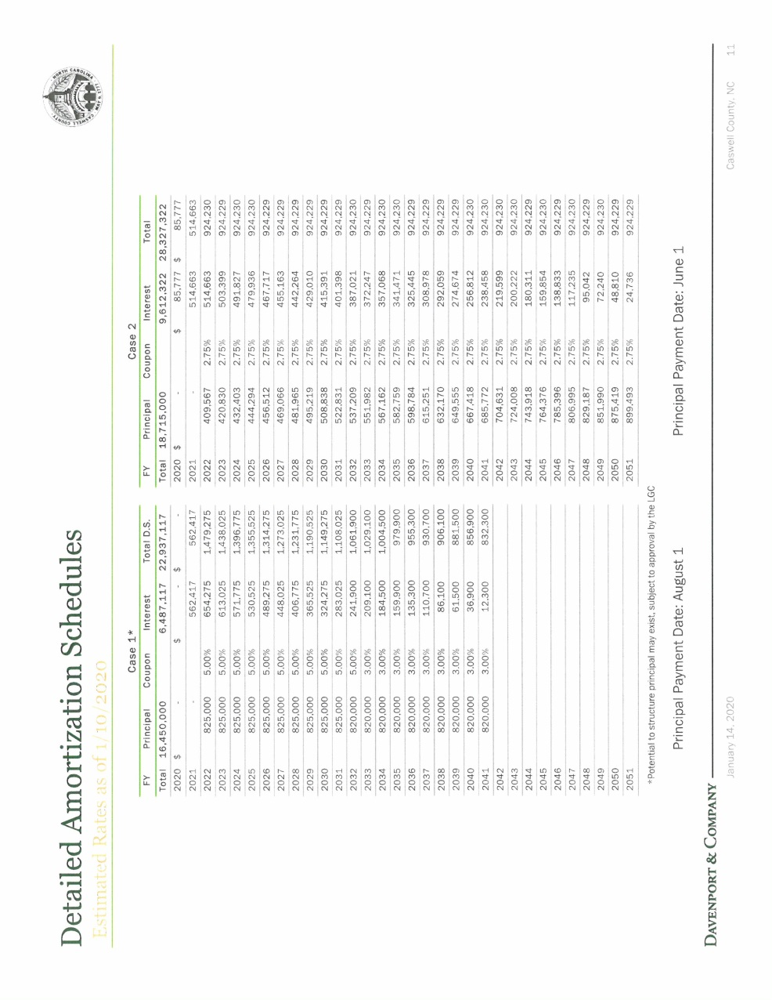 Detailed Amortization Schedules
Estimated Rates as of 1/10/2020
NORTH CAROLINA
CASWELL COUNTY
Case 1*
FY Principal Coupon Interest Total D.S.
Total 16,450,000 6,487,117 22,937,117
2020 $ - $ - $ -
2021 - 562,417 562,417
2022 825,000 5.00% 654,275 1,479,275
2023 825,000 5.00% 613,025 1,438,025
2024 825,000 5.00% 571,775 1,396,775
2025 825,000 5.00% 530,525 1,355,525
2026 825,000 5.00% 489,275 1,314,275
2027 825,000 5.00% 448,025 1,273,025
2028 825,000 5.00% 406,775 1,231,775
2029 825,000 5.00% 365,525 1,190,525
2030 825,000 5.00% 324,275 1,149,275
2031 825,000 5.00% 283,025 1,108,025
2032 820,000 5.00% 241,900 1,061,900
2033 820,000 3.00% 209,100 1,029,100
2034 820,000 3.00% 184,500 1,004,500
2035 820,000 3.00% 159,900 979,900
2036 820,000 3.00% 135,300 955,300
2037 820,000 3.00% 110,700 930,700
2038 820,000 3.00% 86,100 906,100
2039 820,000 3.00% 61,500 881,500
2040 820,000 3.00% 36,900 856,900
2041 820,000 3.00% 12,300 832,300
2042
2043
2044
2045
2046
2047
2048
2049
2050
2051
Case 2
FY Principal Coupon Interest Total
Total 18,715,000 9,612,322 28,327,322
2020 $ - $ 85,777 $ 85,777
2021 - 514,663 514,663
2022 409,567 2.75% 514,663 924,230
2023 420,830 2.75% 503,399 924,229
2024 432,403 2.75% 491,827 924,230
2025 444,294 2.75% 479,936 924,230
2026 456,512 2.75% 467,717 924,229
2027 469,066 2.75% 455,163 924,229
2028 481,965 2.75% 442,264 924,229
2029 495,219 2.75% 429,010 924,229
2030 508,838 2.75% 415,391 924,229
2031 522,831 2.75% 401,398 924,229
2032 537,209 2.75% 387,021 924,230
2033 551,982 2.75% 372,247 924,229
2034 567,162 2.75% 357,068 924,230
2035 582,759 2.75% 341,471 924,230
2036 598,784 2.75% 325,445 924,229
2037 615,251 2.75% 308,978 924,229
2038 632,170 2.75% 292,059 924,229
2039 649,555 2.75% 274,674 924,229
2040 667,418 2.75% 256,812 924,230
2041 685,772 2.75% 238,458 924,230
2042 704,631 2.75% 219,599 924,230
2043 724,008 2.75% 200,222 924,230
2044 743,918 2.75% 180,311 924,229
2045 764,376 2.75% 159,854 924,230
2046 785,396 2.75% 138,833 924,229
2047 806,995 2.75% 117,235 924,230
2048 829,187 2.75% 95,042 924,229
2049 851,990 2.75% 72,240 924,230
2050 875,419 2.75% 48,810 924,229
2051 899,493 2.75% 24,736 924,229
*Potential to structure principal may exist, subject to approval by the LGC
Principal Payment Date: August 1
Principal Payment Date: June 1
DAVENPORT & COMPANY
January 14, 2020
Caswell County, NC 11